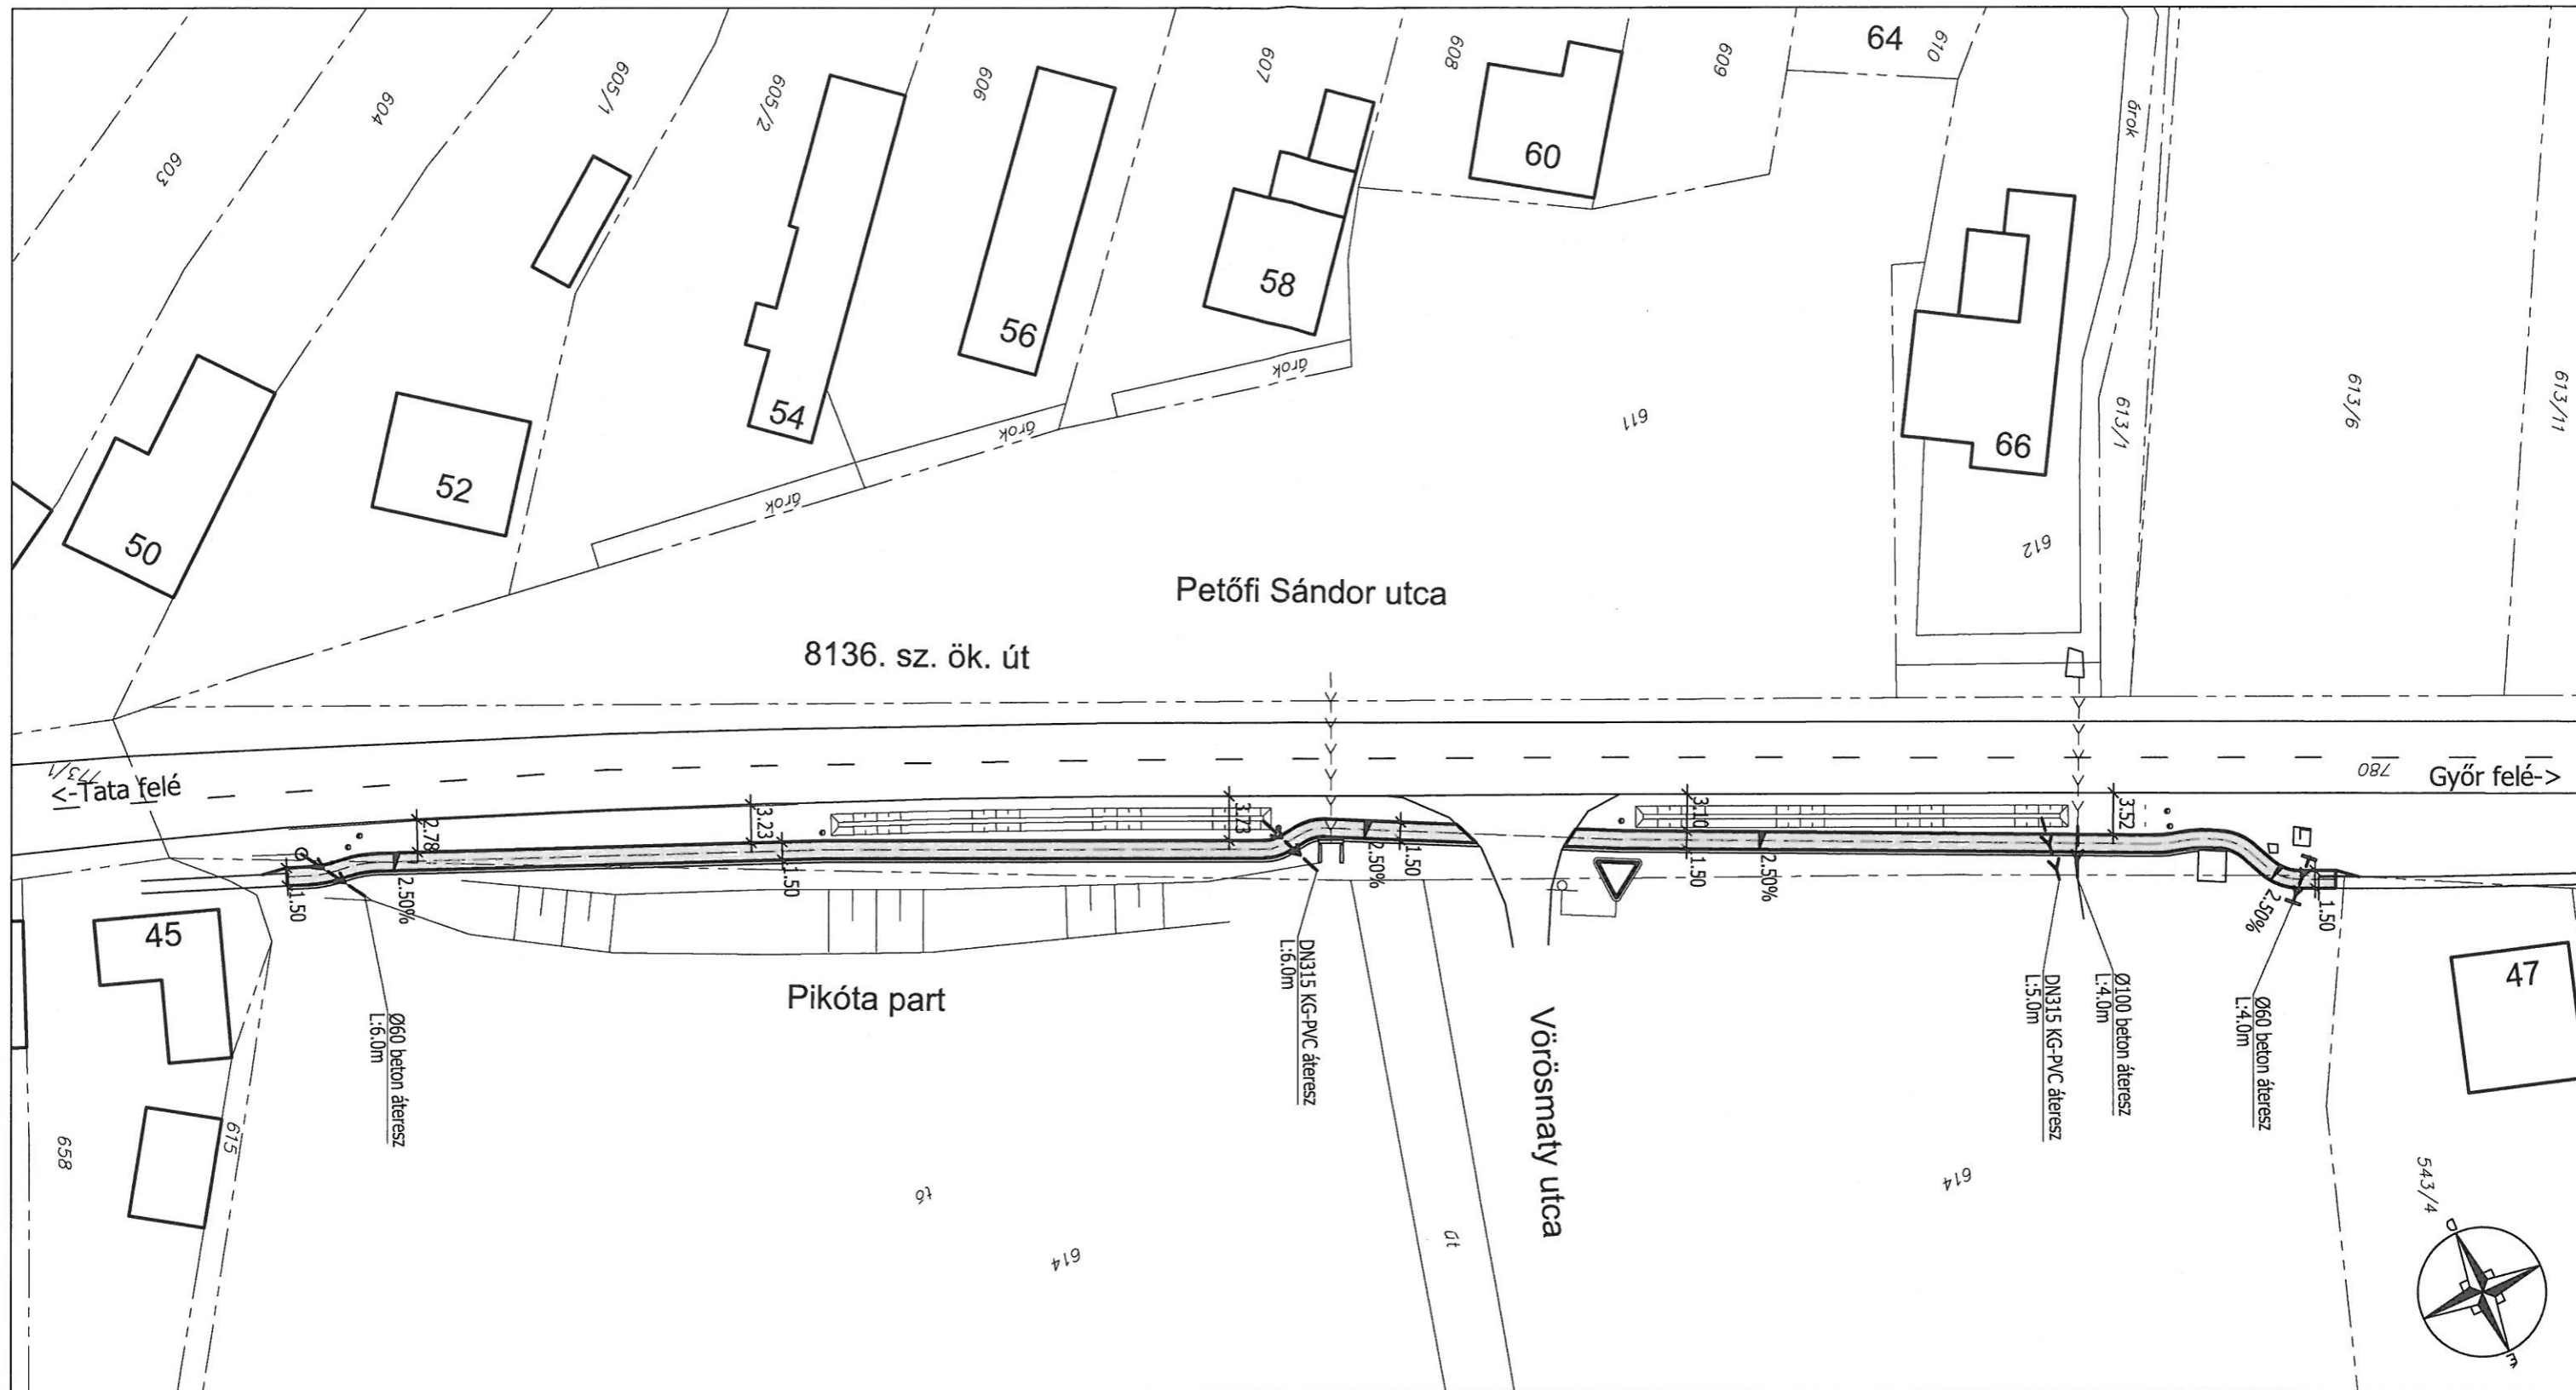 64
610
609
608
607
606
605/2
605/1
604
603
árok
60
58
56
54
52
50
66
árok
árok
árok
611
612
613/1
613/6
613/11
Petőfi Sándor utca
8136. sz. ök. út
773/1
<-Tata felé
780
Győr felé->
2.78
3.23
3.73
3.10
3.52
1.50
2.50%
1.50
2.50%
1.50
1.50
2.50%
2.50%
1.50
45
47
Pikóta part
Vörösmaty utca
Ø60 beton áteresz
L:6.0m
DN315 KG-PVC áteresz
L:6.0m
DN315 KG-PVC áteresz
L:5.0m
Ø100 beton áteresz
L:4.0m
Ø60 beton áteresz
L:4.0m
658
615
tó
614
út
614
543/4
D
É